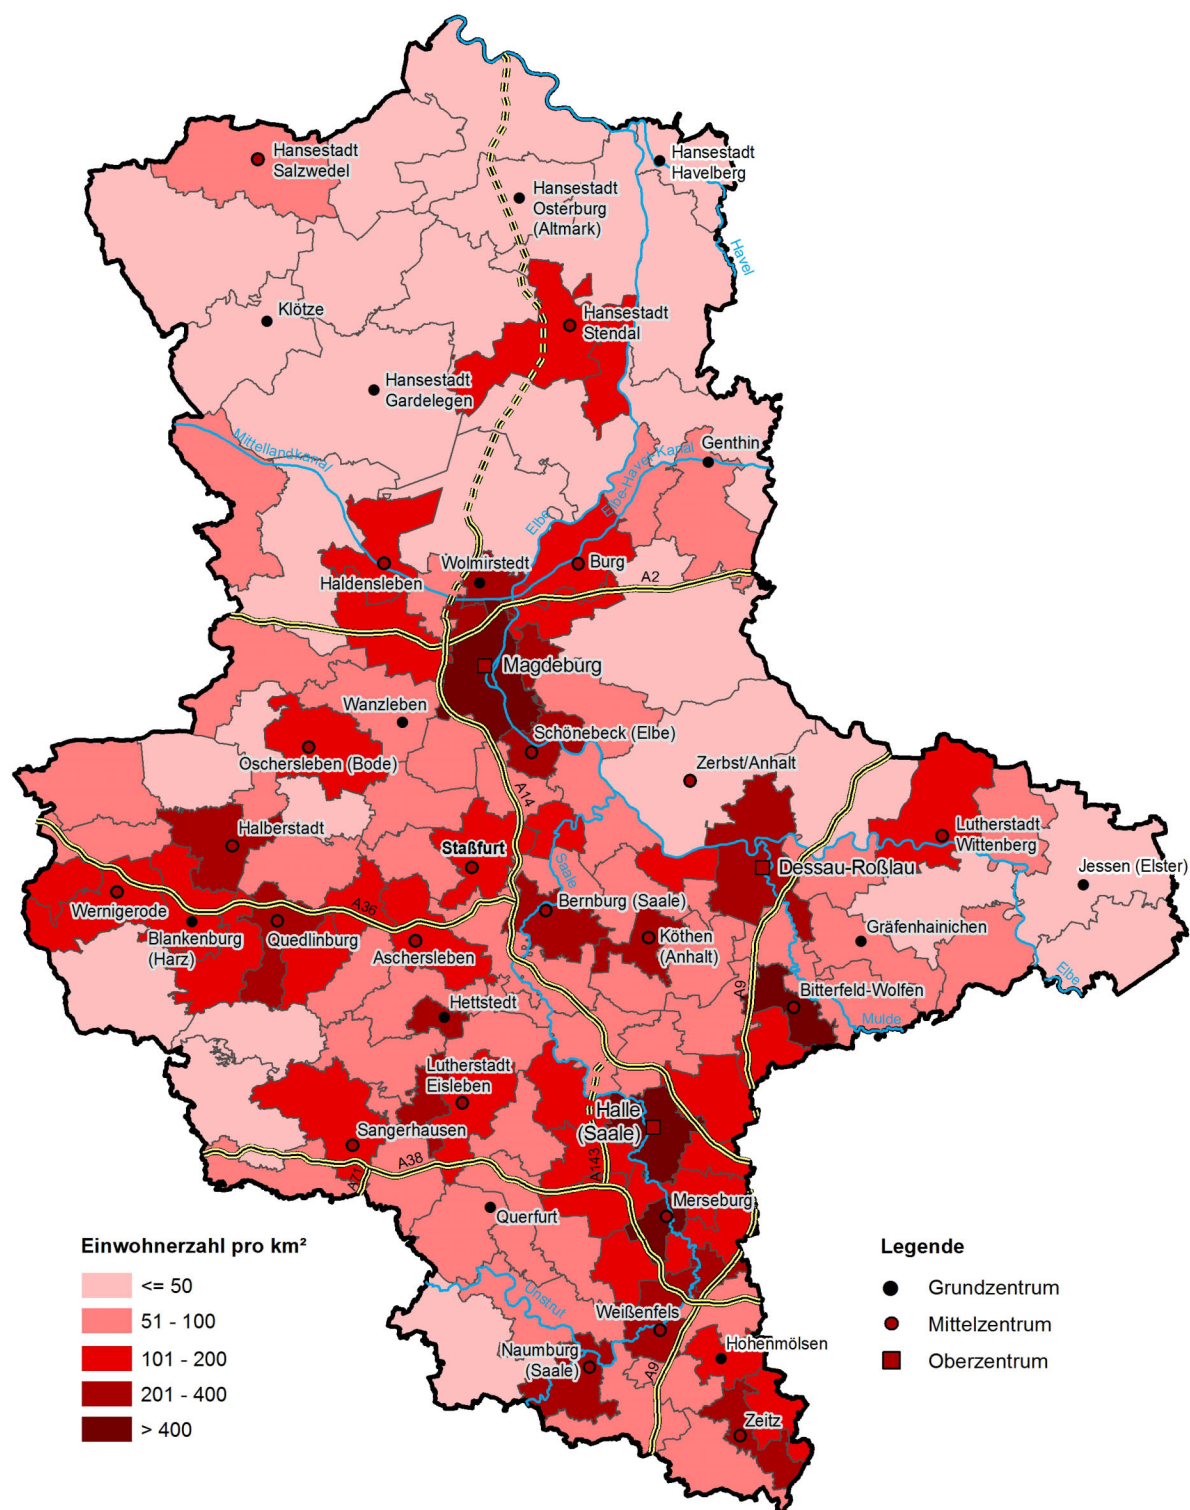 Hansestadt
Salzwedel
Hansestadt
Havelberg
Hansestadt
Osterburg
(Altmark)
Havel
Klötze
Hansestadt
Stendal
Hansestadt
Gardelegen
Mittellandkanal
Genthin
Elbe-Havel-Kanal
Elbe
Wolmirstedt
Burg
A2
Haldensleben
Magdeburg
Wanzleben
Schönebeck (Elbe)
Oschersleben (Bode)
Zerbst/Anhalt
A14
Halberstadt
Staßfurt
Saale
Lutherstadt
Wittenberg
Dessau-Roßlau
Jessen (Elster)
Wernigerode
A36
Bernburg (Saale)
Blankenburg
(Harz)
Quedlinburg
Aschersleben
Köthen
(Anhalt)
Gräfenhainichen
Elbe
A9
Bitterfeld-Wolfen
Mulde
Hettstedt
Lutherstadt
Eisleben
Halle
(Saale)
Sangerhausen
A38
A71
A143
Merseburg
Querfurt
Unstrut
Weißenfels
Naumburg
(Saale)
Hohenmölsen
A9
Zeitz
Einwohnerzahl pro km²
<= 50
51 - 100
101 - 200
201 - 400
> 400
Legende
Grundzentrum
Mittelzentrum
Oberzentrum